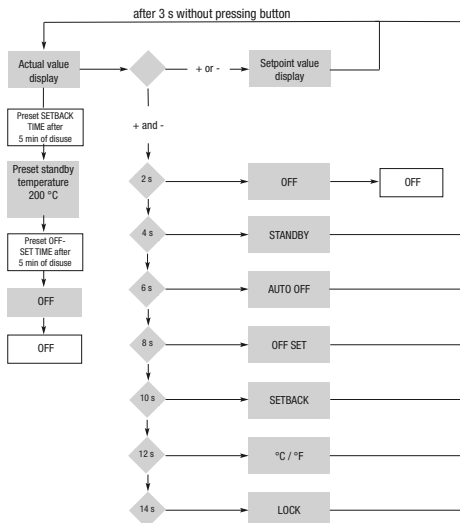 after 3 s without pressing button
Actual value
display
+ or -
Setpoint value
display
Preset SETBACK
TIME after
5 min of disuse
+ and -
Preset standby
temperature
200 °C
2 s
OFF
OFF
Preset OFF-
SET TIME after
5 min of disuse
4 s
STANDBY
OFF
6 s
AUTO OFF
OFF
8 s
OFF SET
10 s
SETBACK
12 s
°C / °F
14 s
LOCK